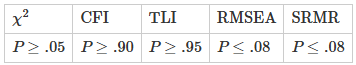 χ² CFI TLI RMSEA SRMR
P ≥ .05 P ≥ .90 P ≥ .95 P ≤ .08 P ≤ .08